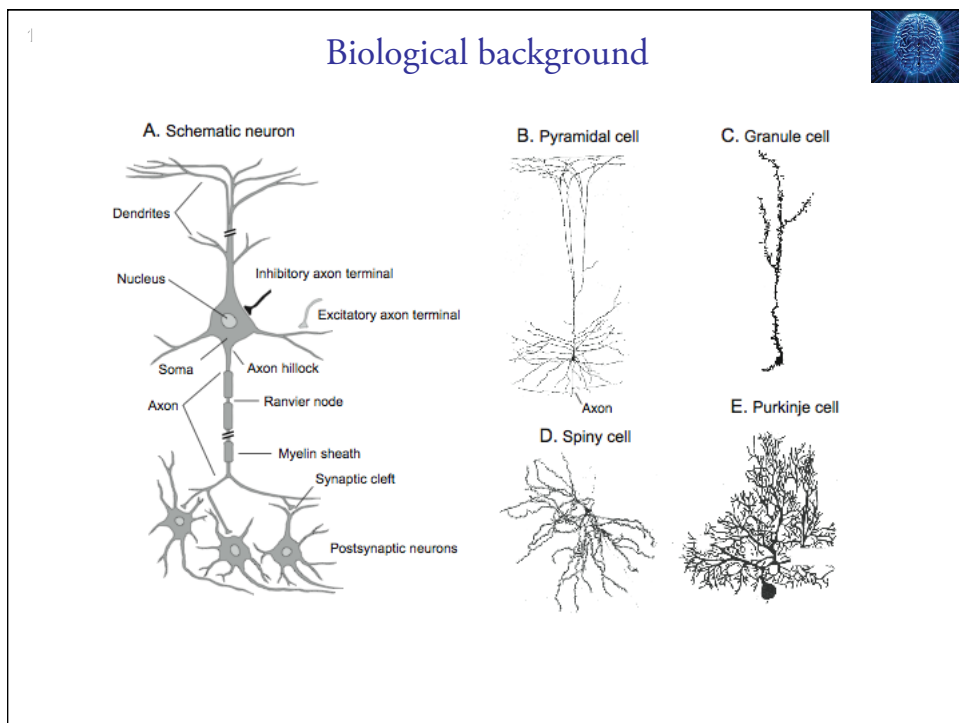 1
Biological background
A. Schematic neuron
Dendrites
Nucleus
Inhibitory axon terminal
Excitatory axon terminal
Soma
Axon hillock
Axon
Ranvier node
Myelin sheath
Synaptic cleft
Postsynaptic neurons
B. Pyramidal cell
Axon
C. Granule cell
D. Spiny cell
E. Purkinje cell